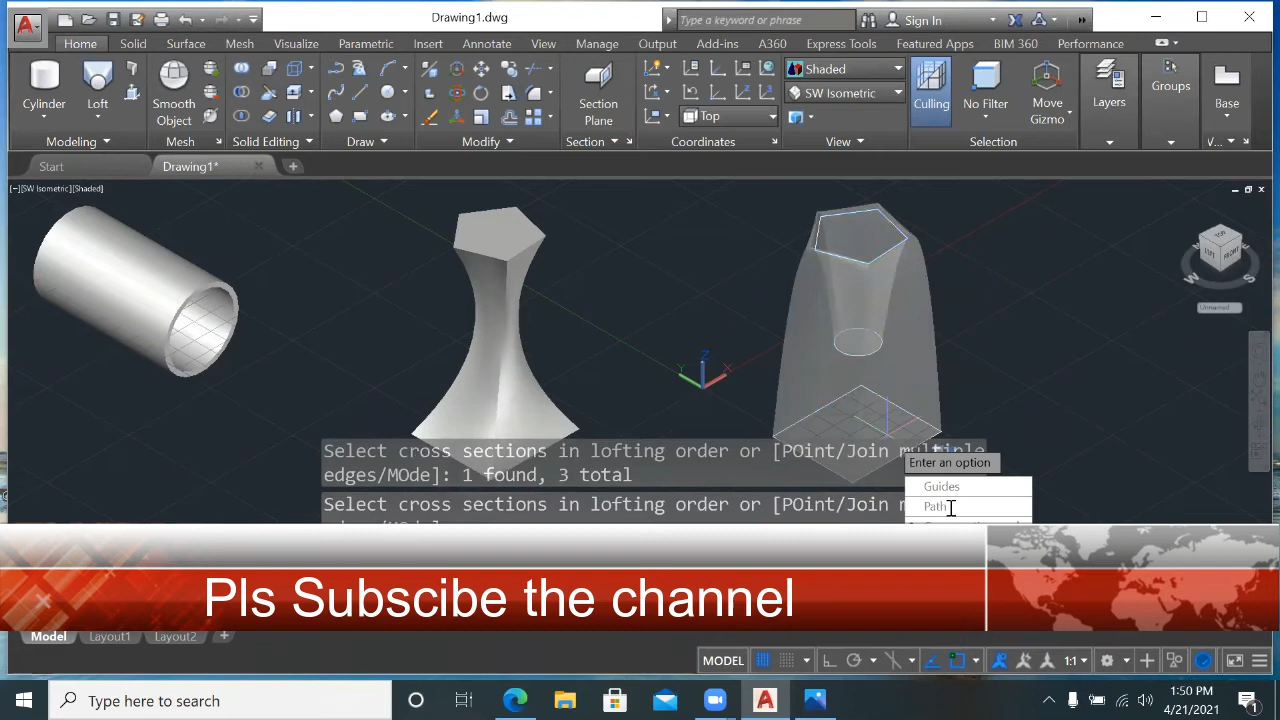 Drawing1.dwg
Type a keyword or phrase
Sign In
Home Solid Surface Mesh Visualize Parametric Insert Annotate View Manage Output Add-ins A360 Express Tools Featured Apps BIM 360 Performance
Cylinder
Loft
Smooth Object
Section Plane
Top
Shaded
SW Isometric
Culling
No Filter
Move Gizmo
Layers
Groups
Base
Modeling Mesh Solid Editing Draw Modify Section Coordinates View Selection V...
Start Drawing1*
[−][SW Isometric][Shaded]
TOP
LEFT FRONT
W S
Unnamed
Z
Y X
Select cross sections in lofting order or [POint/Join multiple
edges/MOde]: 1 found, 3 total
Select cross sections in lofting order or [POint/Join
Enter an option
Guides
Path
Pls Subscibe the channel
Model Layout1 Layout2
MODEL 1:1
Type here to search
1:50 PM
4/21/2021
1